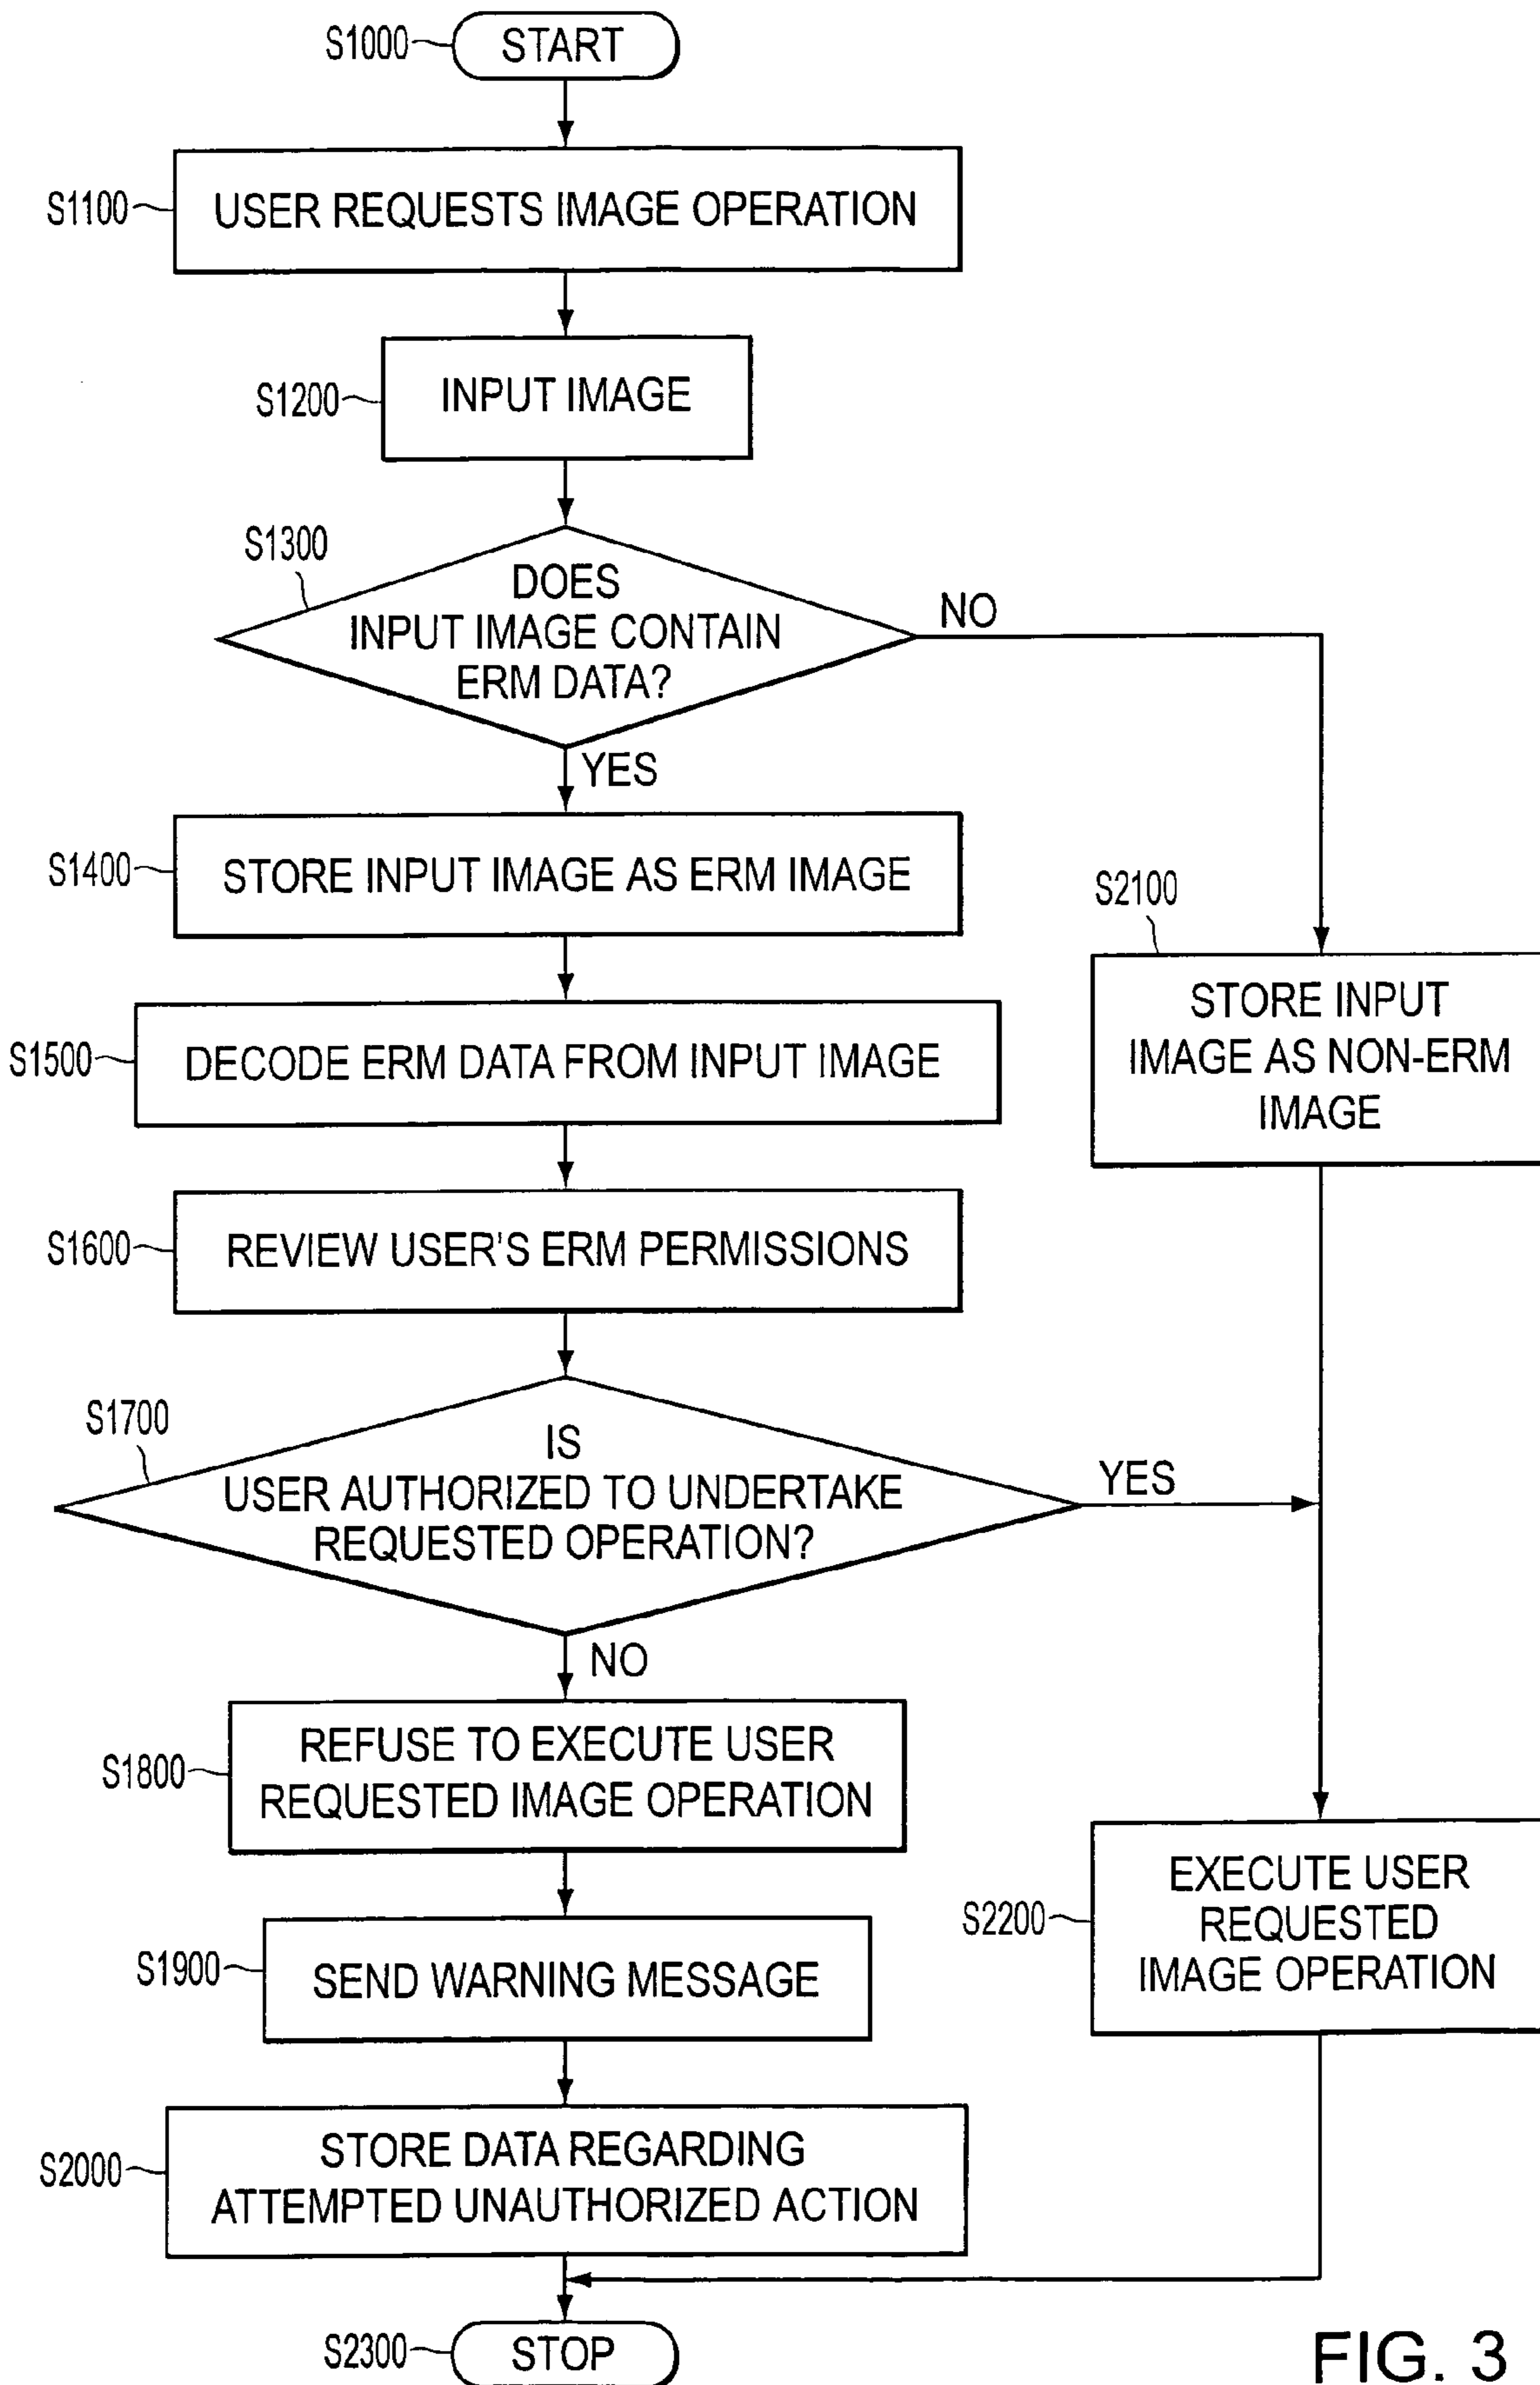 S1000
START
S1100
USER REQUESTS IMAGE OPERATION
S1200
INPUT IMAGE
S1300
DOES
INPUT IMAGE CONTAIN
ERM DATA?
NO
YES
S1400
STORE INPUT IMAGE AS ERM IMAGE
S2100
STORE INPUT
IMAGE AS NON-ERM
IMAGE
S1500
DECODE ERM DATA FROM INPUT IMAGE
S1600
REVIEW USER'S ERM PERMISSIONS
S1700
IS
USER AUTHORIZED TO UNDERTAKE
REQUESTED OPERATION?
YES
NO
S1800
REFUSE TO EXECUTE USER
REQUESTED IMAGE OPERATION
S2200
EXECUTE USER
REQUESTED
IMAGE OPERATION
S1900
SEND WARNING MESSAGE
S2000
STORE DATA REGARDING
ATTEMPTED UNAUTHORIZED ACTION
S2300
STOP
FIG. 3